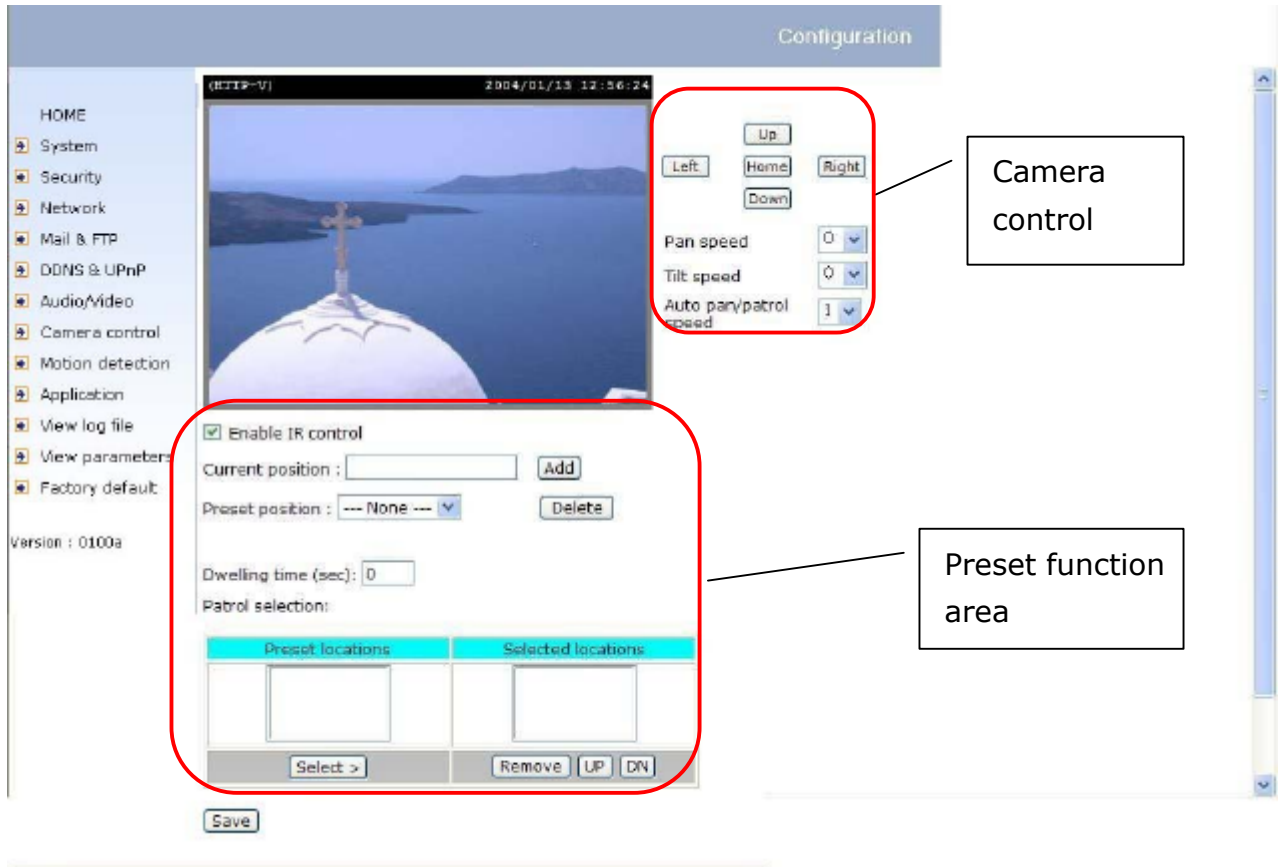 Configuration
(HTTP-V) 2004/01/13 12:56:24
HOME
System
Security
Network
Mail & FTP
DDNS & UPnP
Audio/Video
Camera control
Motion detection
Application
View log file
View parameters
Factory default
Version : 0100a
Up
Left Home Right
Down
Pan speed 0
Tilt speed 0
Auto pan/patrol speed 1
Camera control
Enable IR control
Current position : Add
Preset position : --- None --- Delete
Dwelling time (sec): 0
Patrol selection:
Preset locations Selected locations
Select > Remove UP DN
Save
Preset function area